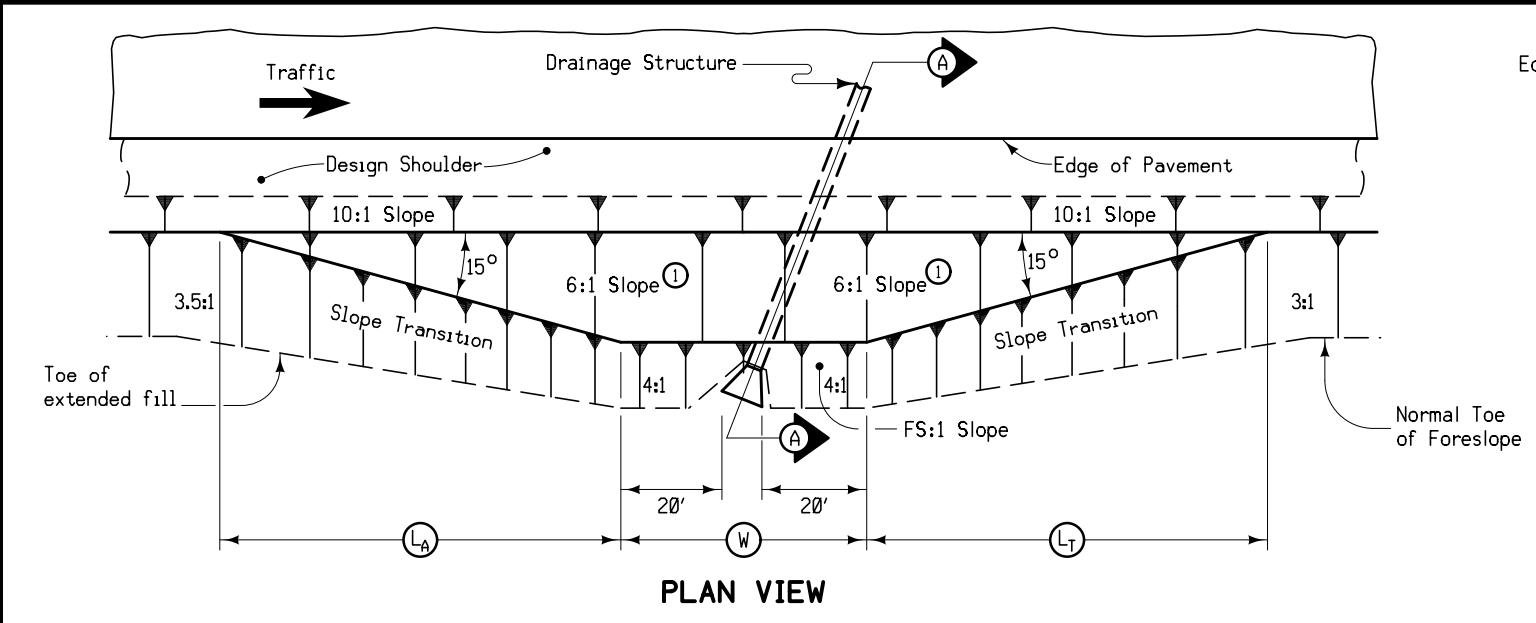 Drainage Structure
A
Ed
Traffic
Design Shoulder
Edge of Pavement
10:1 Slope
10:1 Slope
15°
6:1 Slope 1
6:1 Slope 1
15°
3.5:1
3:1
Slope Transition
Slope Transition
Toe of
extended fill
4:1
4:1
Normal Toe
of Foreslope
FS:1 Slope
A
20'
20'
LA
W
LT
PLAN VIEW